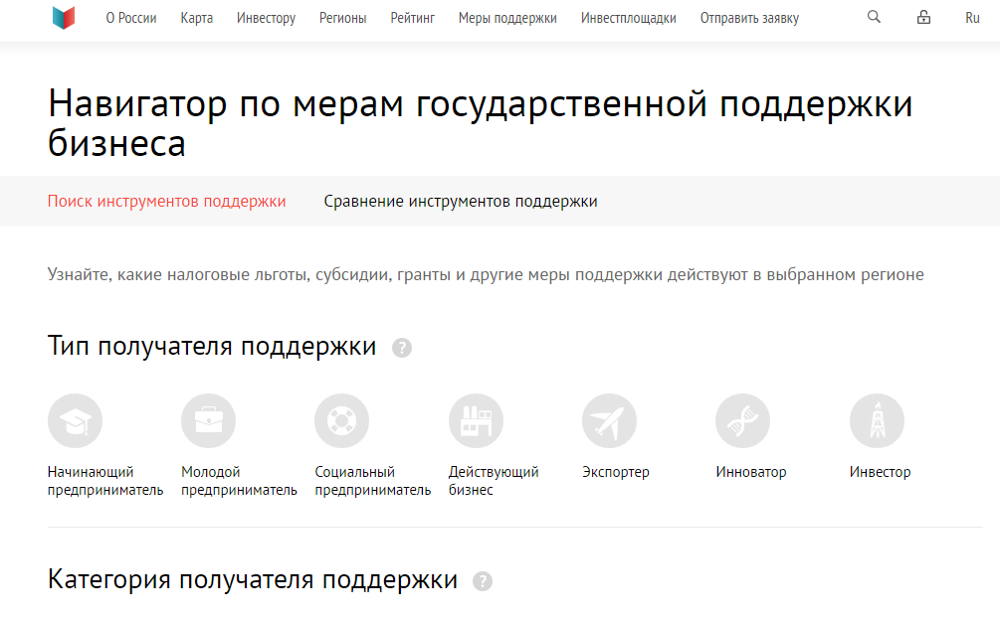 О России Карта Инвестору Регионы Рейтинг Меры поддержки Инвестплощадки Отправить заявку Ru
Навигатор по мерам государственной поддержки
бизнеса
Поиск инструментов поддержки Сравнение инструментов поддержки
Узнайте, какие налоговые льготы, субсидии, гранты и другие меры поддержки действуют в выбранном регионе
Тип получателя поддержки ?
Начинающий
предприниматель
Молодой
предприниматель
Социальный
предприниматель
Действующий
бизнес
Экспортер
Инноватор
Инвестор
Категория получателя поддержки ?